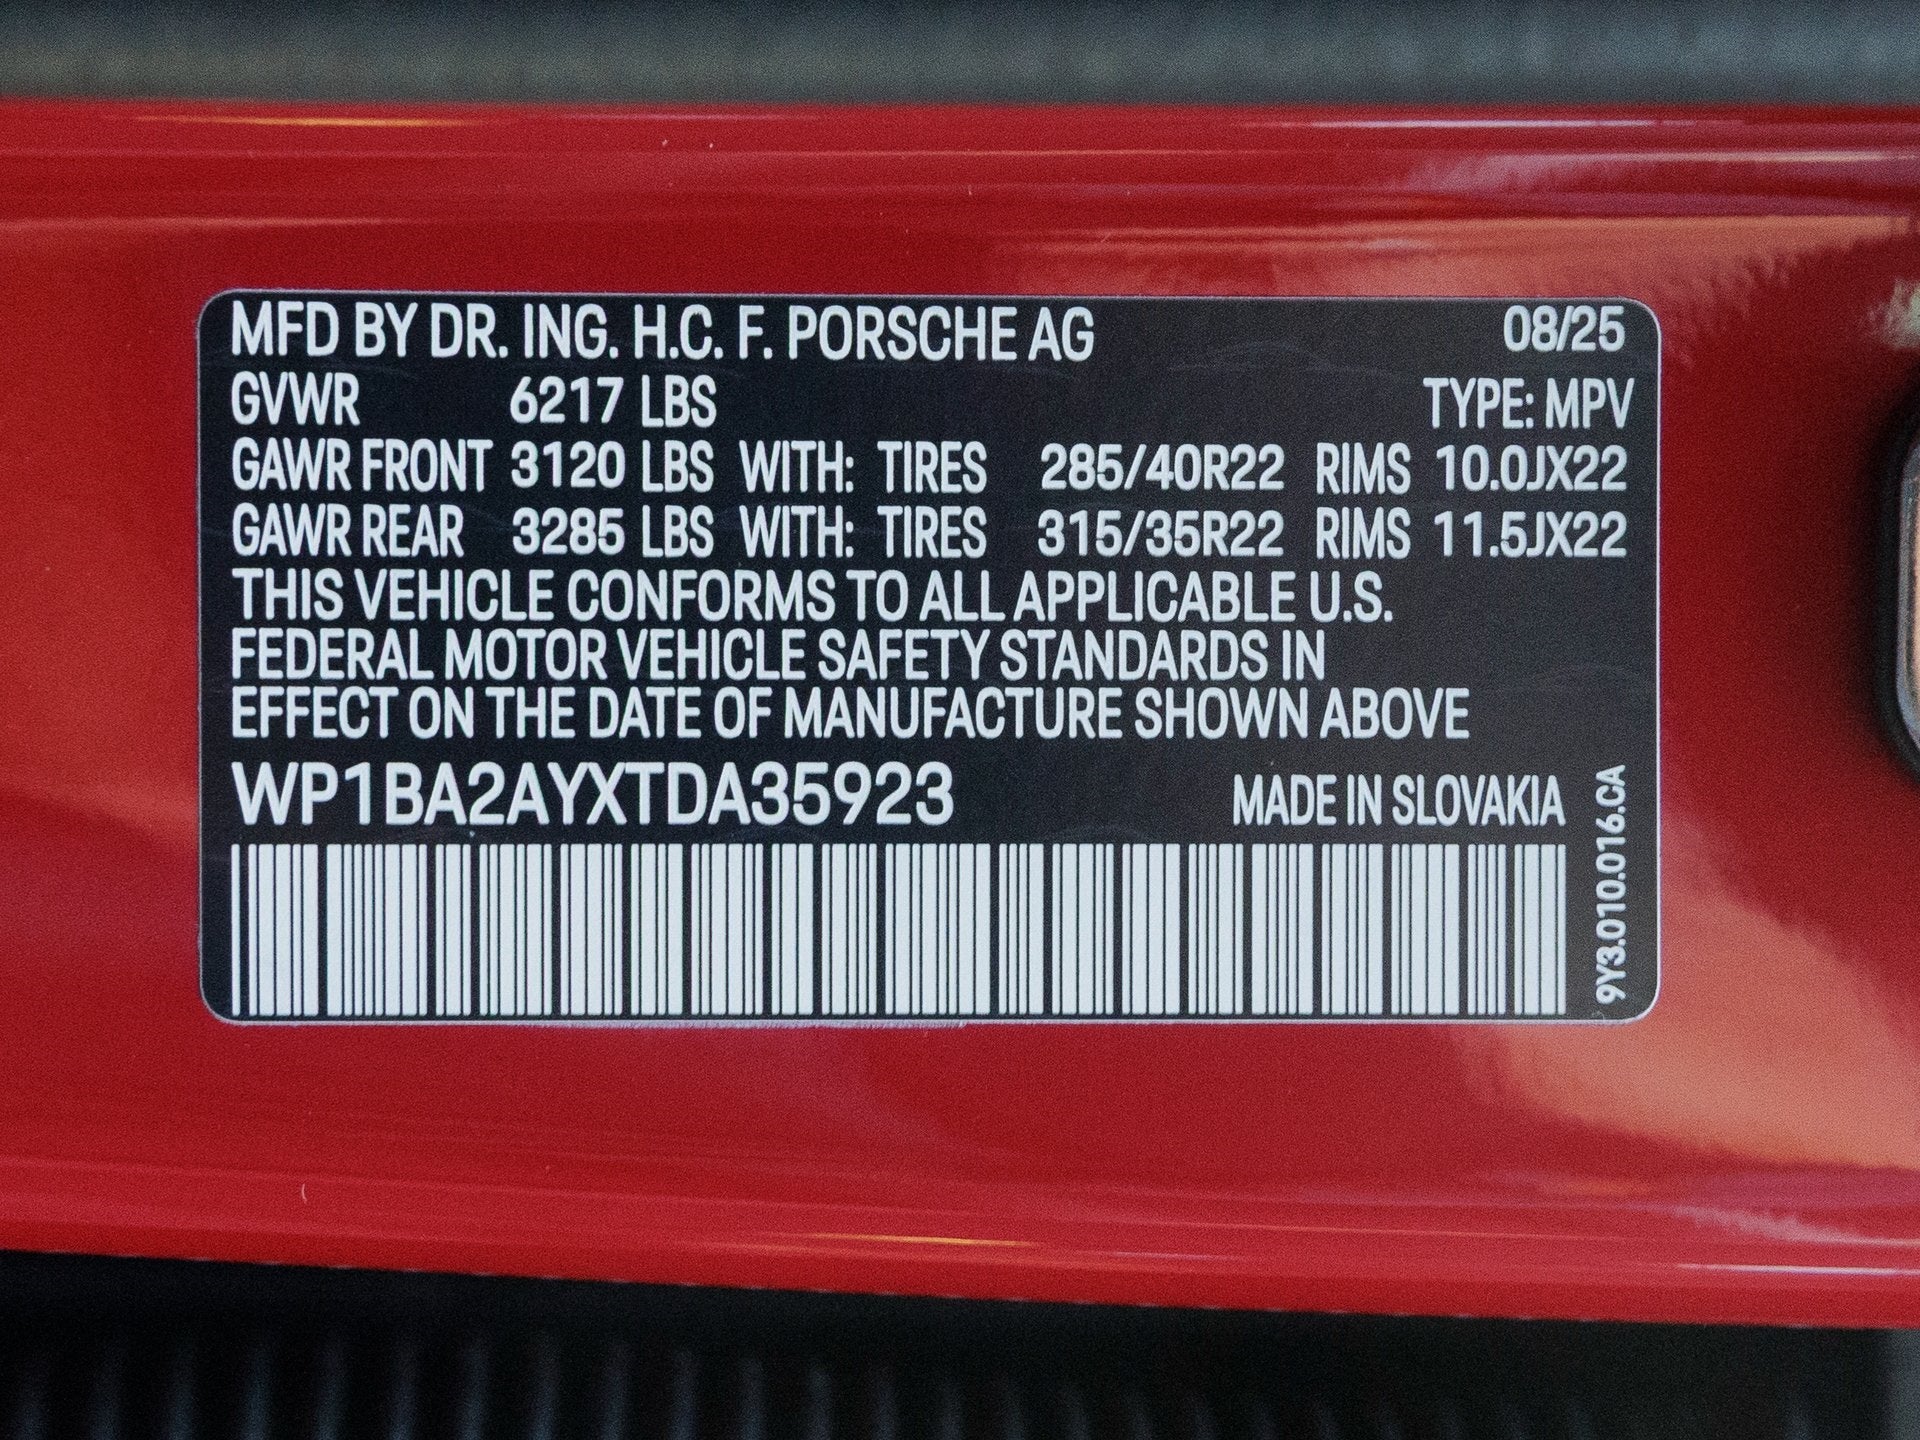 MFD BY DR. ING. H.C. F. PORSCHE AG 08/25
GVWR 6217 LBS TYPE: MPV
GAWR FRONT 3120 LBS WITH: TIRES 285/40R22 RIMS 10.0JX22
GAWR REAR 3285 LBS WITH: TIRES 315/35R22 RIMS 11.5JX22
THIS VEHICLE CONFORMS TO ALL APPLICABLE U.S.
FEDERAL MOTOR VEHICLE SAFETY STANDARDS IN
EFFECT ON THE DATE OF MANUFACTURE SHOWN ABOVE
WP1BA2AYXTDA35923 MADE IN SLOVAKIA
9Y3.010.016.CA